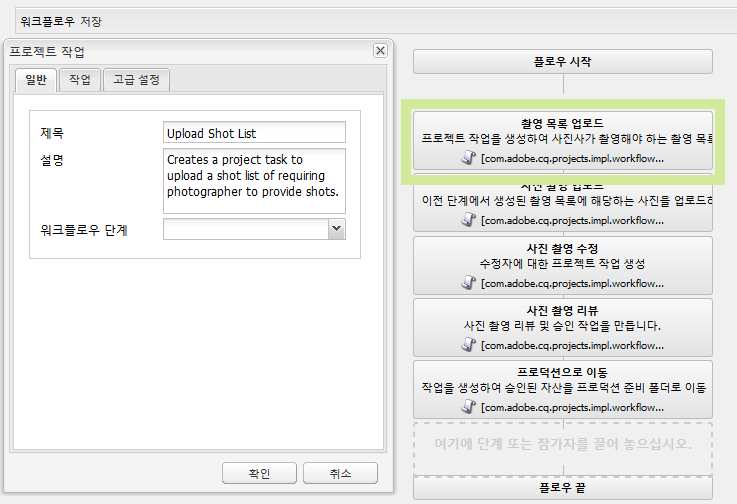 워크플로우 저장
프로젝트 작업
일반
작업
고급 설정
제목
Upload Shot List
설명
Creates a project task to
upload a shot list of requiring
photographer to provide shots.
워크플로우 단계
확인
취소
플로우 시작
촬영 목록 업로드
프로젝트 작업을 생성하여 사진사가 촬영해야 하는 촬영 목록
[com.adobe.cq.projects.impl.workflow...
사진 촬영 업로드
이전 단계에서 생성된 촬영 목록에 해당하는 사진을 업로드하
[com.adobe.cq.projects.impl.workflow...
사진 촬영 수정
수정자에 대한 프로젝트 작업 생성
[com.adobe.cq.projects.impl.workflow...
사진 촬영 리뷰
사진 촬영 리뷰 및 승인 작업을 만듭니다.
[com.adobe.cq.projects.impl.workflow...
프로덕션으로 이동
작업을 생성하여 승인된 자산을 프로덕션 준비 폴더로 이동
[com.adobe.cq.projects.impl.workflow...
여기에 단계 또는 참가자를 끌어 놓으십시오.
플로우 끝